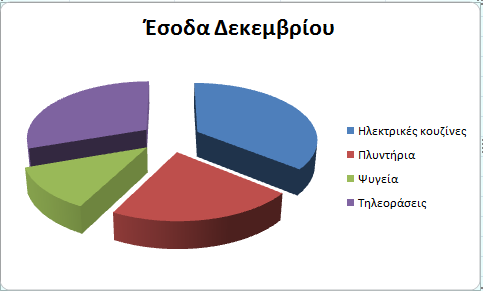 Έσοδα Δεκεμβρίου
Ηλεκτρικές κουζίνες
Πλυντήρια
Ψυγεία
Τηλεοράσεις